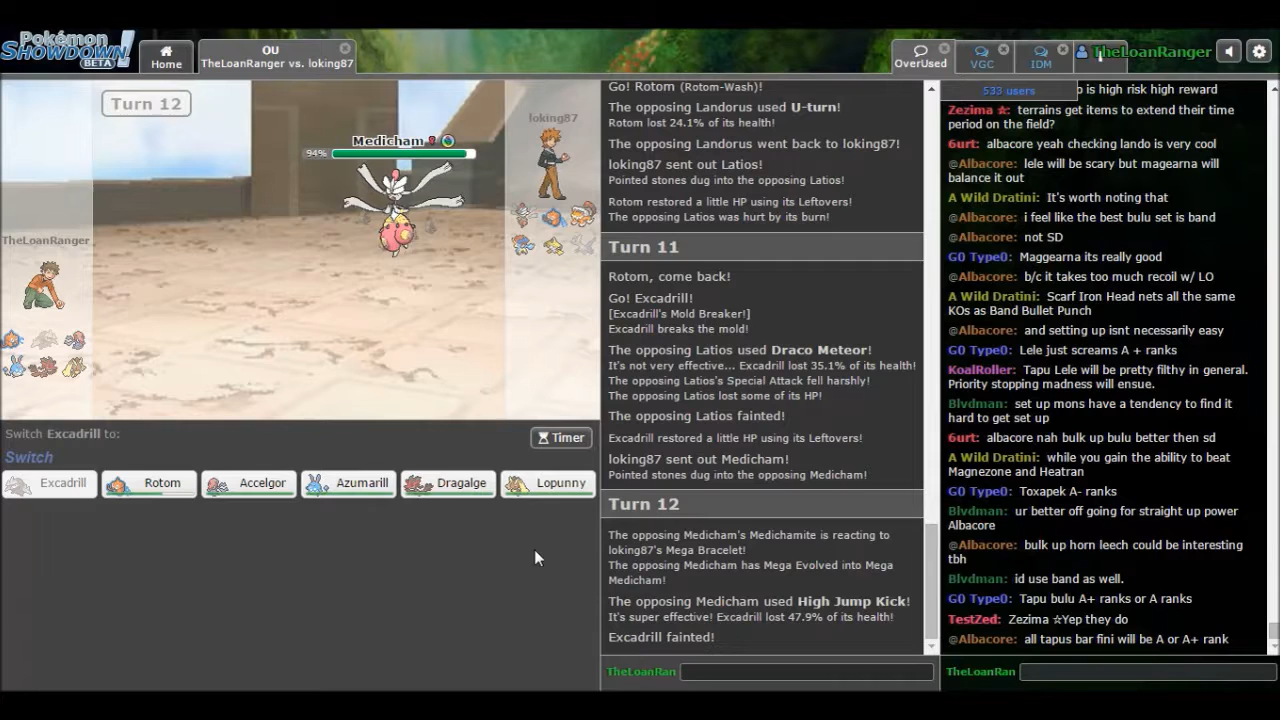 Pokémon
SHOWDOWN!
BETA
Home
OU
TheLoanRanger vs. loking87
OverUsed
VGC
IDM
TheLoanRanger
Turn 12
Medicham
94%
loking87
TheLoanRanger
Switch Excadrill to:
Timer
Switch
Excadrill
Rotom
Accelgor
Azumarill
Dragalge
Lopunny
Go! Rotom (Rotom-Wash)!
The opposing Landorus used U-turn!
Rotom lost 24.1% of its health!
The opposing Landorus went back to loking87!
loking87 sent out Latios!
Pointed stones dug into the opposing Latios!
Rotom restored a little HP using its Leftovers!
The opposing Latios was hurt by its burn!
Turn 11
Rotom, come back!
Go! Excadrill!
[Excadrill's Mold Breaker!]
Excadrill breaks the mold!
The opposing Latios used Draco Meteor!
It's not very effective... Excadrill lost 35.1% of its health!
The opposing Latios's Special Attack fell harshly!
The opposing Latios lost some of its HP!
The opposing Latios fainted!
Excadrill restored a little HP using its Leftovers!
loking87 sent out Medicham!
Pointed stones dug into the opposing Medicham!
Turn 12
The opposing Medicham's Medichamite is reacting to
loking87's Mega Bracelet!
The opposing Medicham has Mega Evolved into Mega
Medicham!
The opposing Medicham used High Jump Kick!
It's super effective! Excadrill lost 47.9% of its health!
Excadrill fainted!
TheLoanRan
533 users
is high risk high reward
Zezima ☆: terrains get items to extend their time
period on the field?
6urt: albacore yeah checking lando is very cool
@Albacore: lele will be scary but magearna will
balance it out
A Wild Dratini: It's worth noting that
@Albacore: i feel like the best bulu set is band
@Albacore: not SD
G0 Type0: Maggearna its really good
@Albacore: b/c it takes too much recoil w/ LO
A Wild Dratini: Scarf Iron Head nets all the same
KOs as Band Bullet Punch
@Albacore: and setting up isnt necessarily easy
G0 Type0: Lele just screams A + ranks
KoalRoller: Tapu Lele will be pretty filthy in general.
Priority stopping madness will ensue.
Blvdman: set up mons have a tendency to find it
hard to get set up
6urt: albacore nah bulk up bulu better then sd
A Wild Dratini: while you gain the ability to beat
Magnezone and Heatran
G0 Type0: Toxapek A- ranks
Blvdman: ur better off going for straight up power
Albacore
@Albacore: bulk up horn leech could be interesting
tbh
Blvdman: id use band as well.
G0 Type0: Tapu bulu A+ ranks or A ranks
TestZed: Zezima ☆Yep they do
@Albacore: all tapus bar fini will be A or A+ rank
TheLoanRan